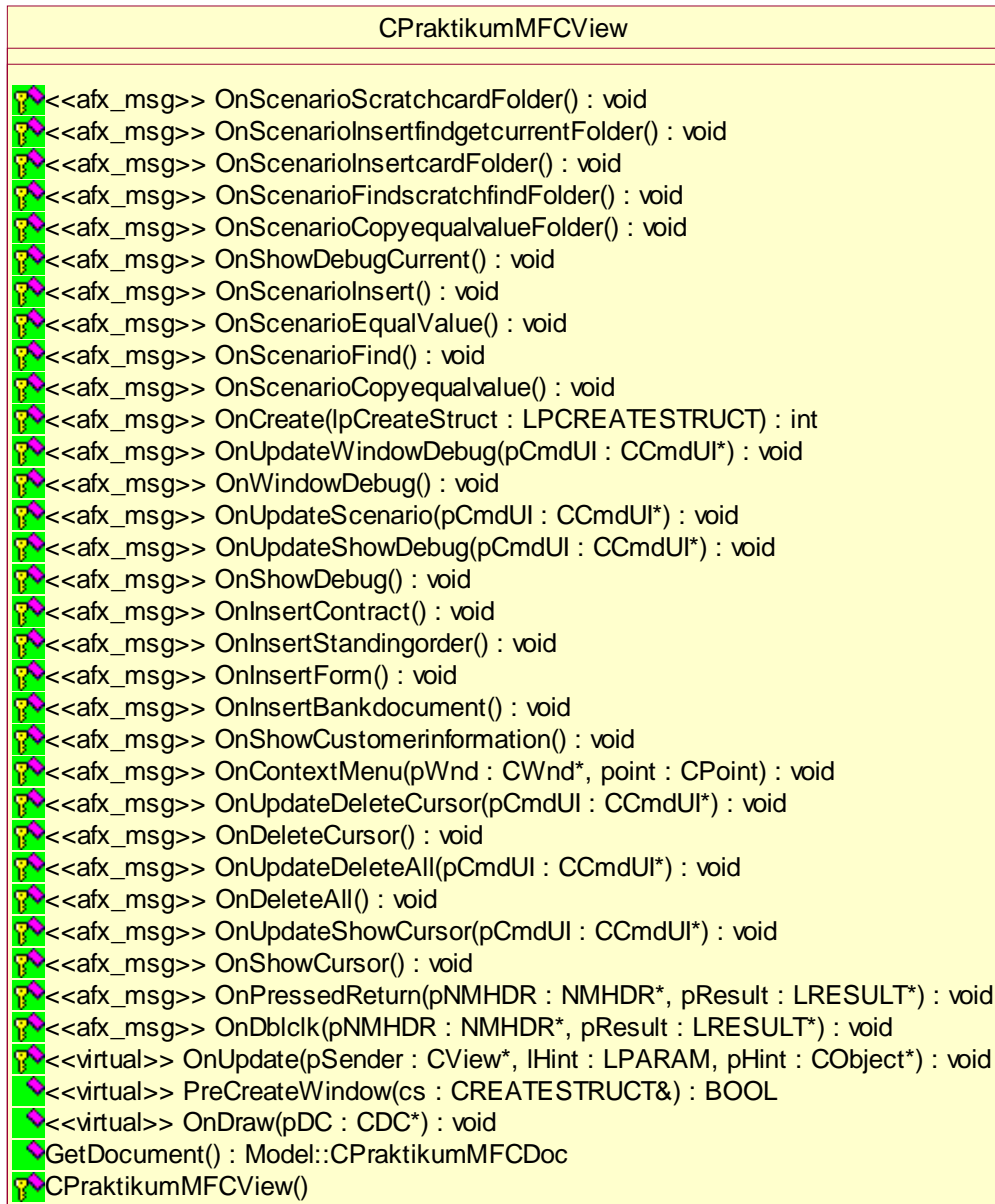 CPraktikumMFCView
<<afx_msg>> OnScenarioScratchcardFolder() : void
<<afx_msg>> OnScenarioInsertfindgetcurrentFolder() : void
<<afx_msg>> OnScenarioInsertcardFolder() : void
<<afx_msg>> OnScenarioFindscratchfindFolder() : void
<<afx_msg>> OnScenarioCopyequalvalueFolder() : void
<<afx_msg>> OnShowDebugCurrent() : void
<<afx_msg>> OnScenarioInsert() : void
<<afx_msg>> OnScenarioEqualValue() : void
<<afx_msg>> OnScenarioFind() : void
<<afx_msg>> OnScenarioCopyequalvalue() : void
<<afx_msg>> OnCreate(lpCreateStruct : LPCREATESTRUCT) : int
<<afx_msg>> OnUpdateWindowDebug(pCmdUI : CCmdUI*) : void
<<afx_msg>> OnWindowDebug() : void
<<afx_msg>> OnUpdateScenario(pCmdUI : CCmdUI*) : void
<<afx_msg>> OnUpdateShowDebug(pCmdUI : CCmdUI*) : void
<<afx_msg>> OnShowDebug() : void
<<afx_msg>> OnInsertContract() : void
<<afx_msg>> OnInsertStandingorder() : void
<<afx_msg>> OnInsertForm() : void
<<afx_msg>> OnInsertBankdocument() : void
<<afx_msg>> OnShowCustomerinformation() : void
<<afx_msg>> OnContextMenu(pWnd : CWnd*, point : CPoint) : void
<<afx_msg>> OnUpdateDeleteCursor(pCmdUI : CCmdUI*) : void
<<afx_msg>> OnDeleteCursor() : void
<<afx_msg>> OnUpdateDeleteAll(pCmdUI : CCmdUI*) : void
<<afx_msg>> OnDeleteAll() : void
<<afx_msg>> OnUpdateShowCursor(pCmdUI : CCmdUI*) : void
<<afx_msg>> OnShowCursor() : void
<<afx_msg>> OnPressedReturn(pNMHDR : NMHDR*, pResult : LRESULT*) : void
<<afx_msg>> OnDblclk(pNMHDR : NMHDR*, pResult : LRESULT*) : void
<<virtual>> OnUpdate(pSender : CView*, lHint : LPARAM, pHint : CObject*) : void
<<virtual>> PreCreateWindow(cs : CREATESTRUCT&) : BOOL
<<virtual>> OnDraw(pDC : CDC*) : void
GetDocument() : Model::CPraktikumMFCDoc
CPraktikumMFCView()